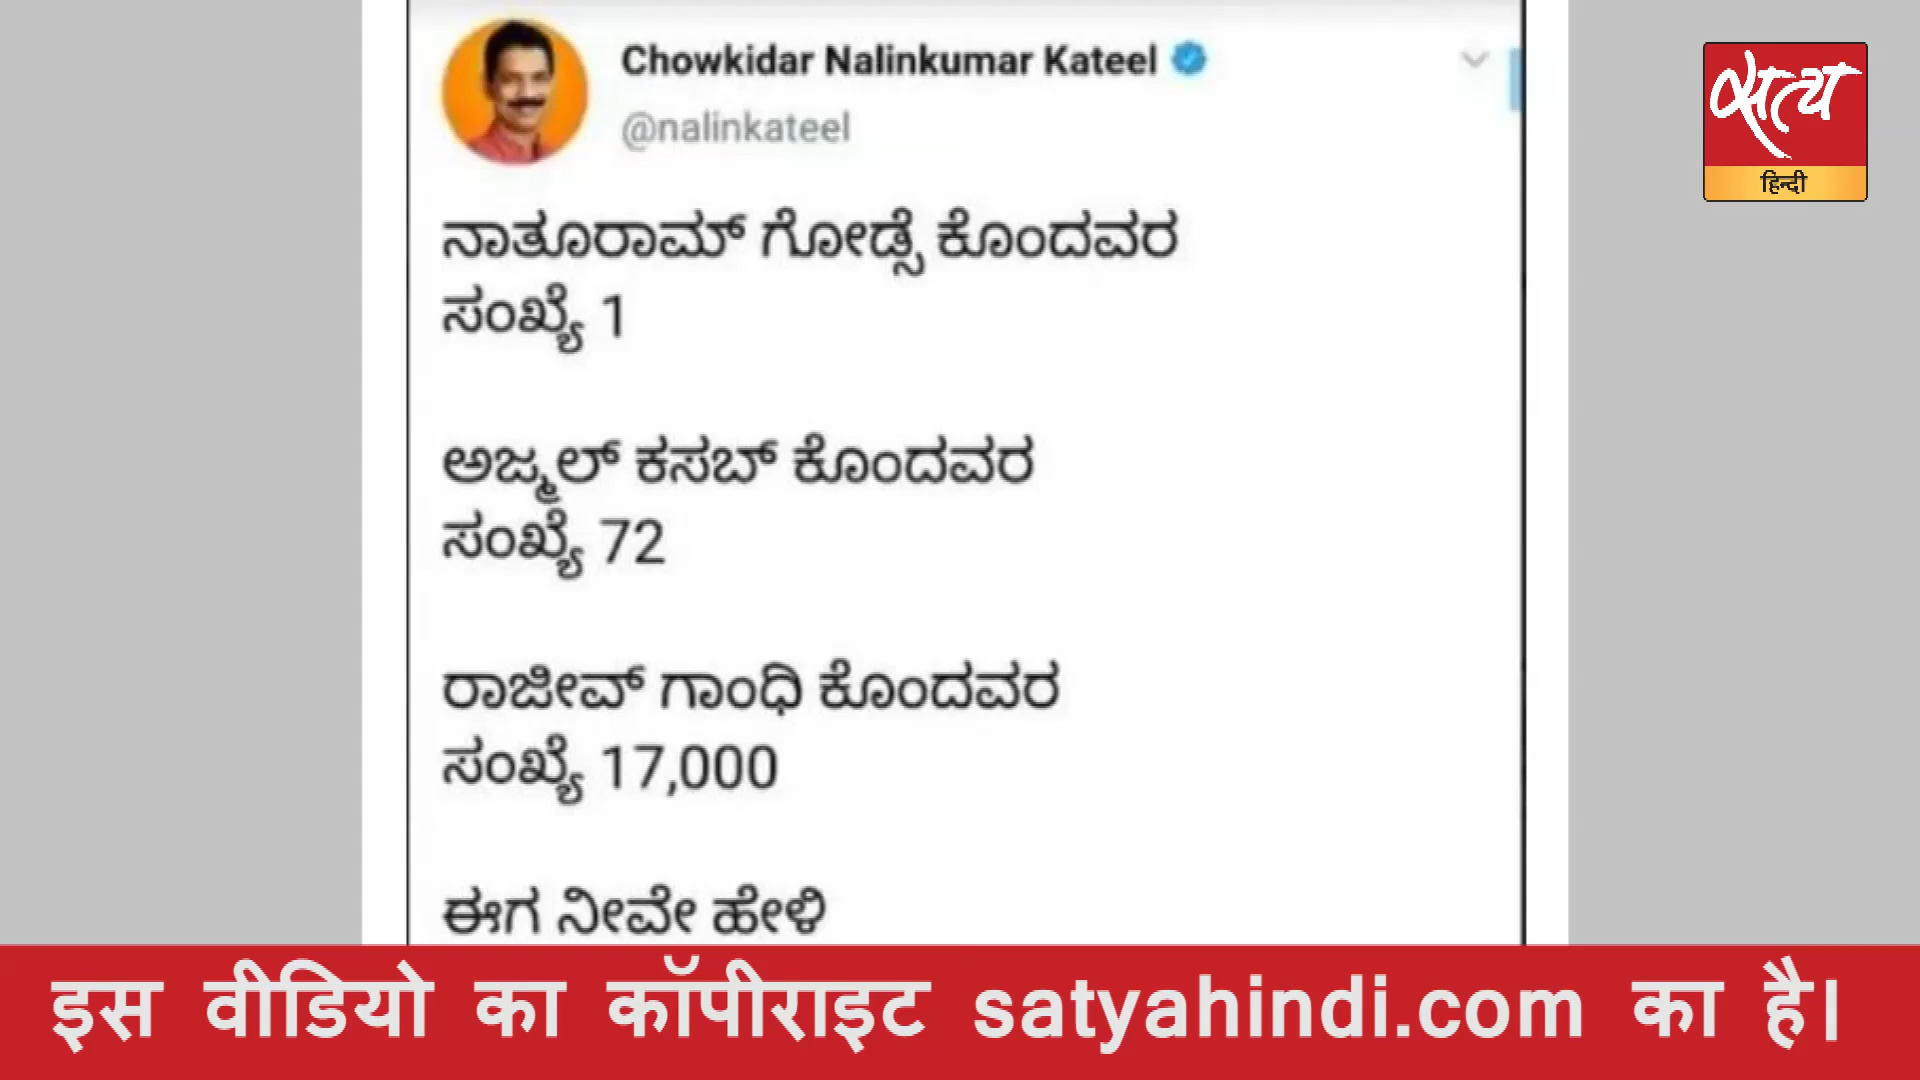 Chowkidar Nalinkumar Kateel
@nalinkateel
ನಾತೂರಾಮ್ ಗೋಡ್ಸೆ ಕೊಂದವರ
ಸಂಖ್ಯೆ 1
ಅಜ್ಮಲ್ ಕಸಬ್ ಕೊಂದವರ
ಸಂಖ್ಯೆ 72
ರಾಜೀವ್ ಗಾಂಧಿ ಕೊಂದವರ
ಸಂಖ್ಯೆ 17,000
ಈಗ ನೀವೇ ಹೇಳಿ
सत्य
हिन्दी
इस वीडियो का कॉपीराइट satyahindi.com का है।